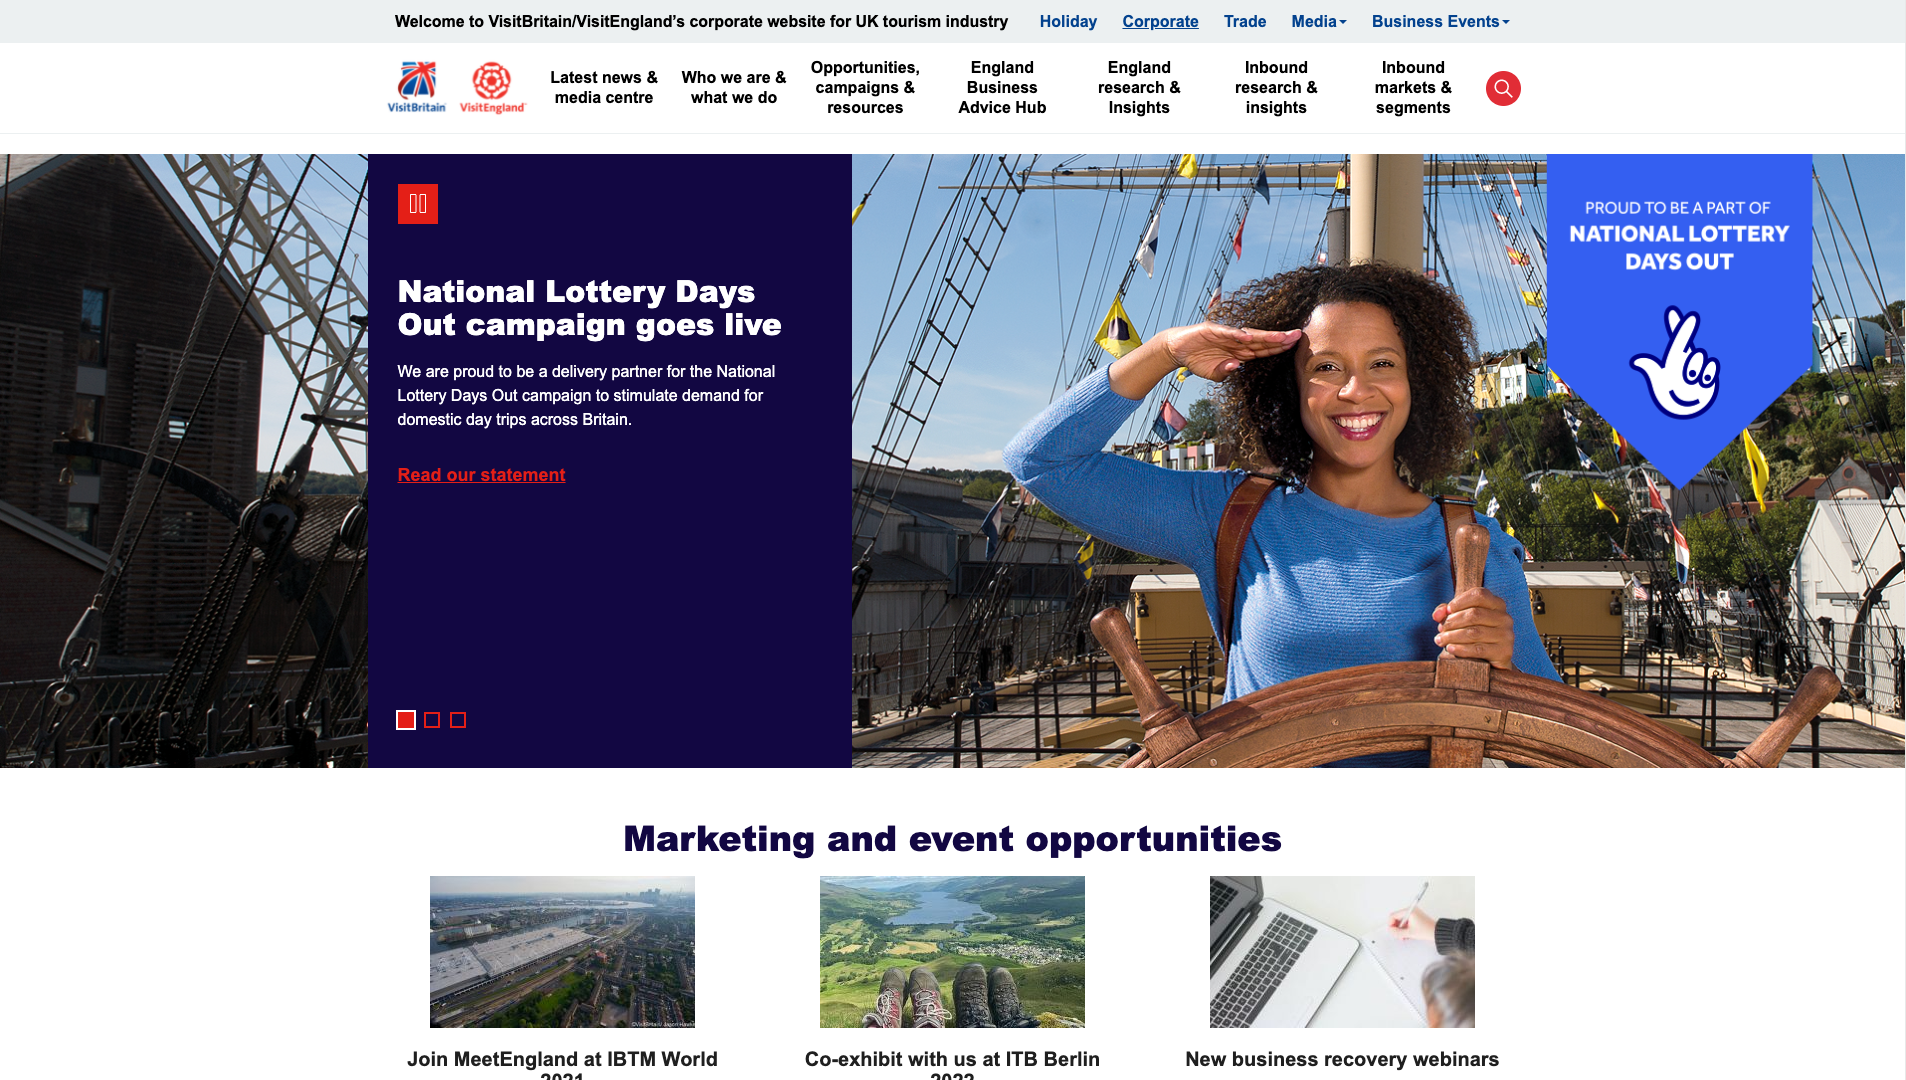 Welcome to VisitBritain/VisitEngland's corporate website for UK tourism industry
Holiday
Corporate
Trade
Media
Business Events
VisitBritain
VisitEngland
Latest news &
media centre
Who we are &
what we do
Opportunities,
campaigns &
resources
England
Business
Advice Hub
England
research &
Insights
Inbound
research &
insights
Inbound
markets &
segments
National Lottery Days
Out campaign goes live
We are proud to be a delivery partner for the National
Lottery Days Out campaign to stimulate demand for
domestic day trips across Britain.
Read our statement
PROUD TO BE A PART OF
NATIONAL LOTTERY
DAYS OUT
Marketing and event opportunities
Join MeetEngland at IBTM World
2021
Co-exhibit with us at ITB Berlin
2022
New business recovery webinars